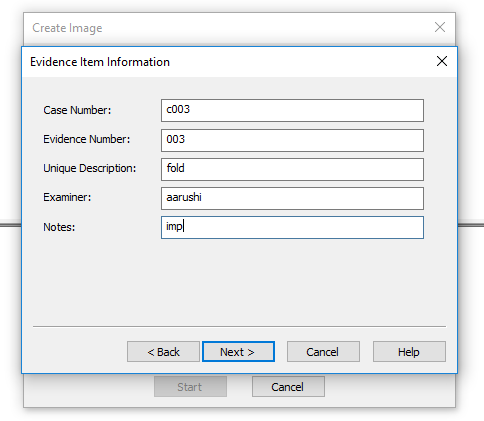 Create Image
Evidence Item Information
Case Number: c003
Evidence Number: 003
Unique Description: fold
Examiner: aarushi
Notes: imp
< Back Next > Cancel Help
Start Cancel